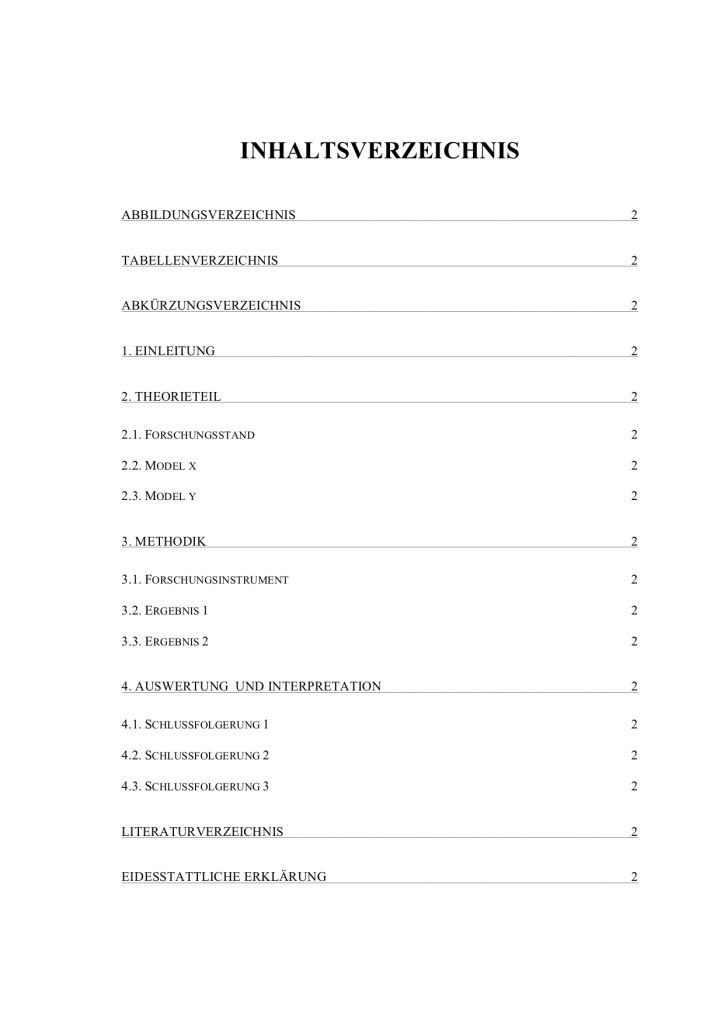 INHALTSVERZEICHNIS
ABBILDUNGSVERZEICHNIS 2
TABELLENVERZEICHNIS 2
ABKÜRZUNGSVERZEICHNIS 2
1. EINLEITUNG 2
2. THEORIETEIL 2
2.1. FORSCHUNGSSTAND 2
2.2. MODEL X 2
2.3. MODEL Y 2
3. METHODIK 2
3.1. FORSCHUNGSINSTRUMENT 2
3.2. ERGEBNIS 1 2
3.3. ERGEBNIS 2 2
4. AUSWERTUNG UND INTERPRETATION 2
4.1. SCHLUSSFOLGERUNG 1 2
4.2. SCHLUSSFOLGERUNG 2 2
4.3. SCHLUSSFOLGERUNG 3 2
LITERATURVERZEICHNIS 2
EIDESSTATTLICHE ERKLÄRUNG 2